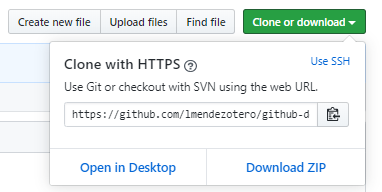 Create new file Upload files Find file Clone or download
Clone with HTTPS Use SSH
Use Git or checkout with SVN using the web URL.
https://github.com/lmendezotero/github-d
Open in Desktop Download ZIP